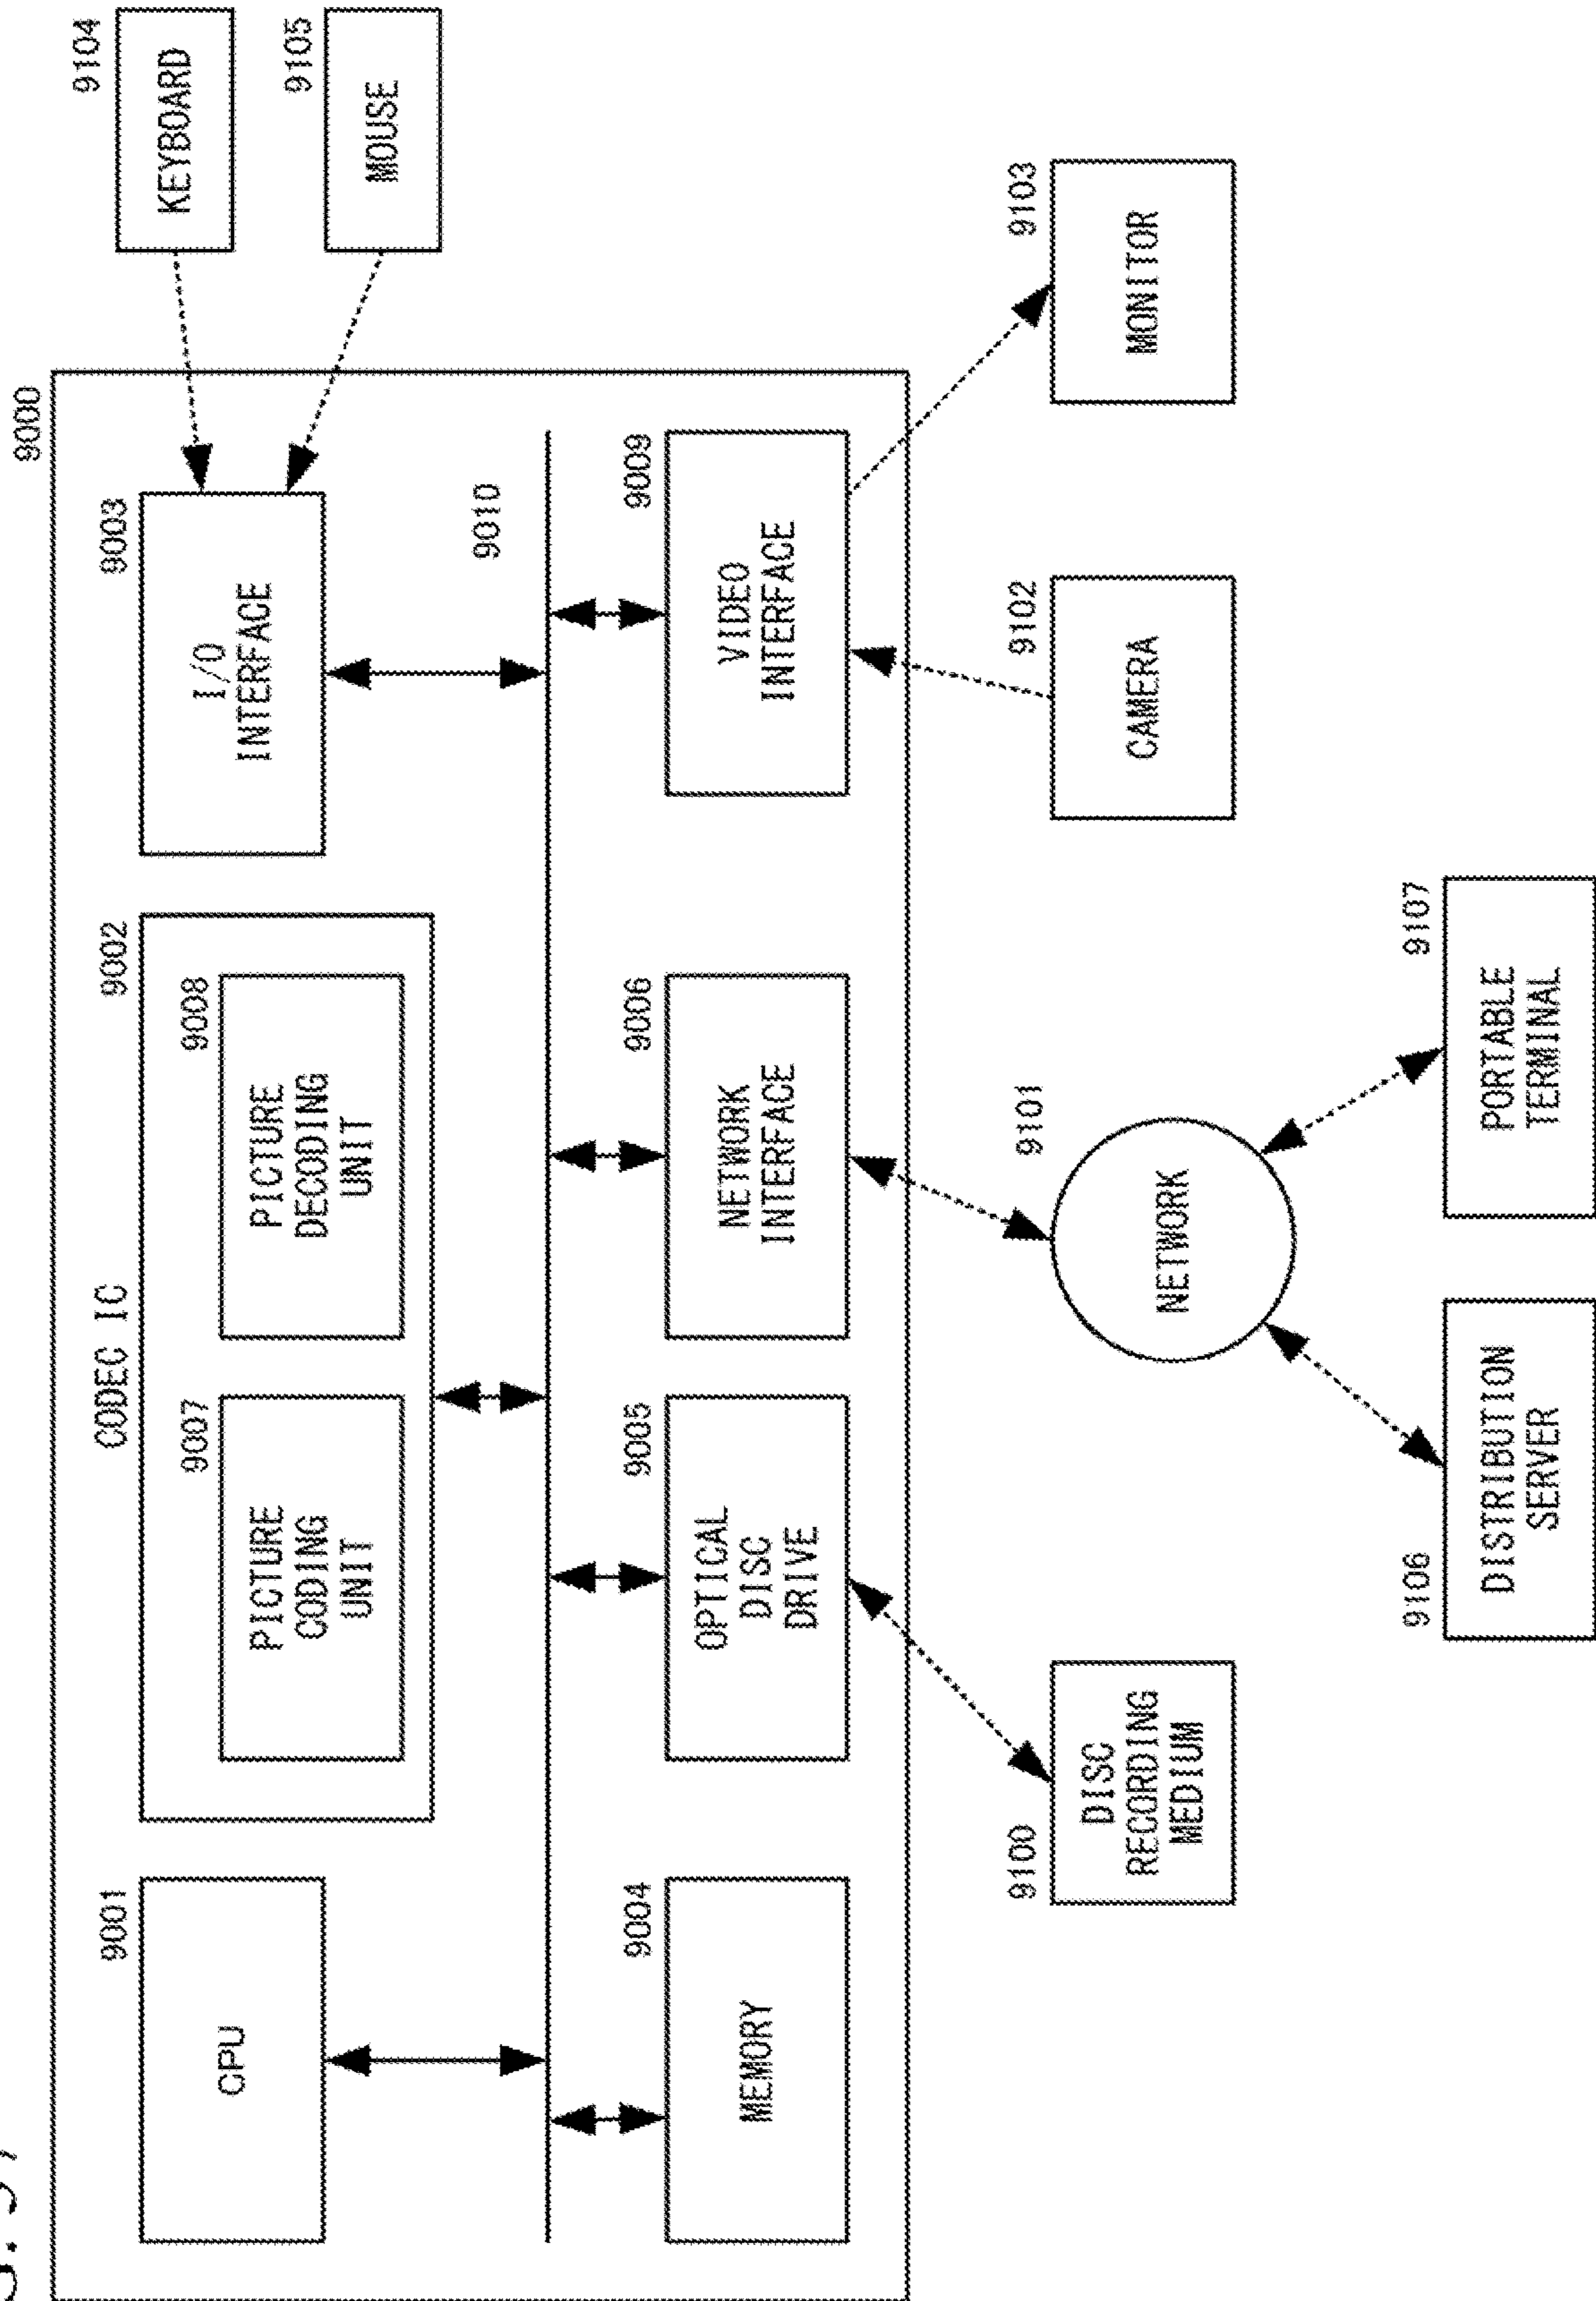 9000
9001
CPU
CODEC IC
9002
9007
PICTURE
CODING
UNIT
9008
PICTURE
DECODING
UNIT
9003
I/O
INTERFACE
9104
KEYBOARD
9105
MOUSE
9010
9004
MEMORY
9005
OPTICAL
DISC
DRIVE
9006
NETWORK
INTERFACE
9009
VIDEO
INTERFACE
9100
DISC
RECORDING
MEDIUM
9101
NETWORK
9102
CAMERA
9103
MONITOR
9106
DISTRIBUTION
SERVER
9107
PORTABLE
TERMINAL